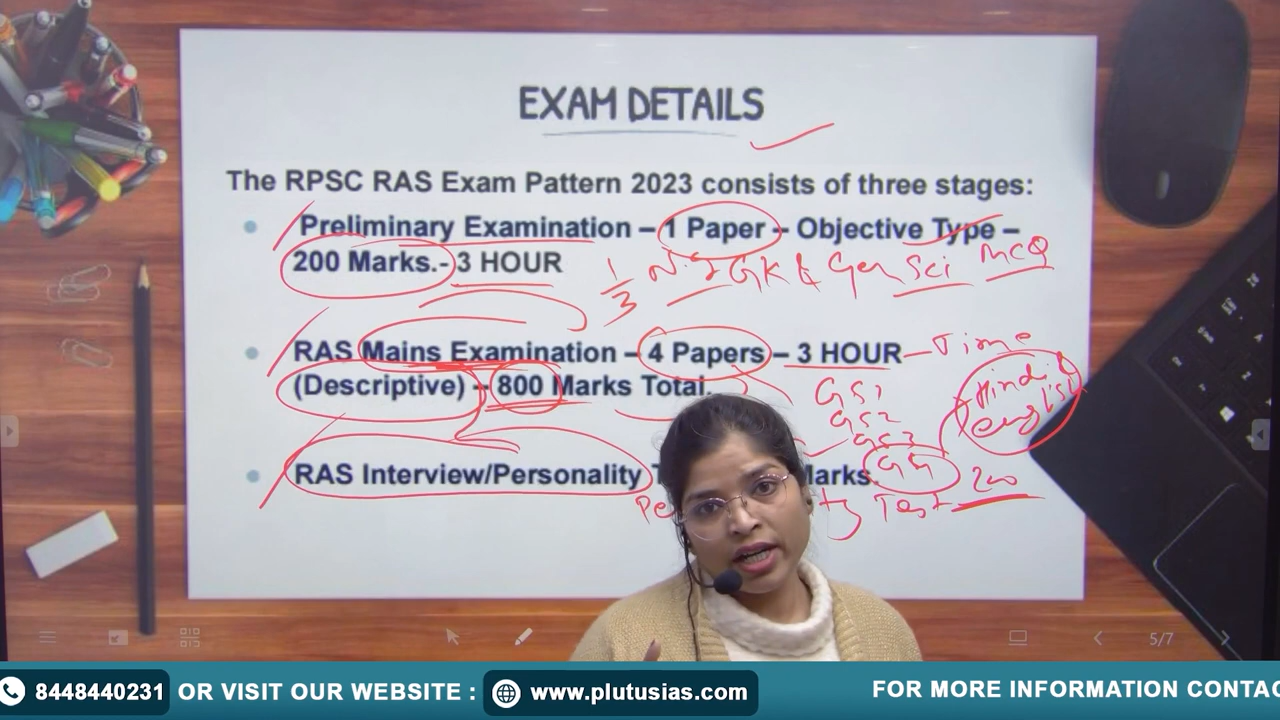 EXAM DETAILS
The RPSC RAS Exam Pattern 2023 consists of three stages:
Preliminary Examination – 1 Paper – Objective Type –
200 Marks.- 3 HOUR
1/3 GK & Gen Sci MCQ
RAS Mains Examination – 4 Papers – 3 HOUR – Time
(Descriptive) – 800 Marks Total.
GS1
GS2
GS3
GS4
Hindi &
english
RAS Interview/Personality Marks.
Test 200
5/7
8448440231 OR VISIT OUR WEBSITE : www.plutusias.com FOR MORE INFORMATION CONTAC